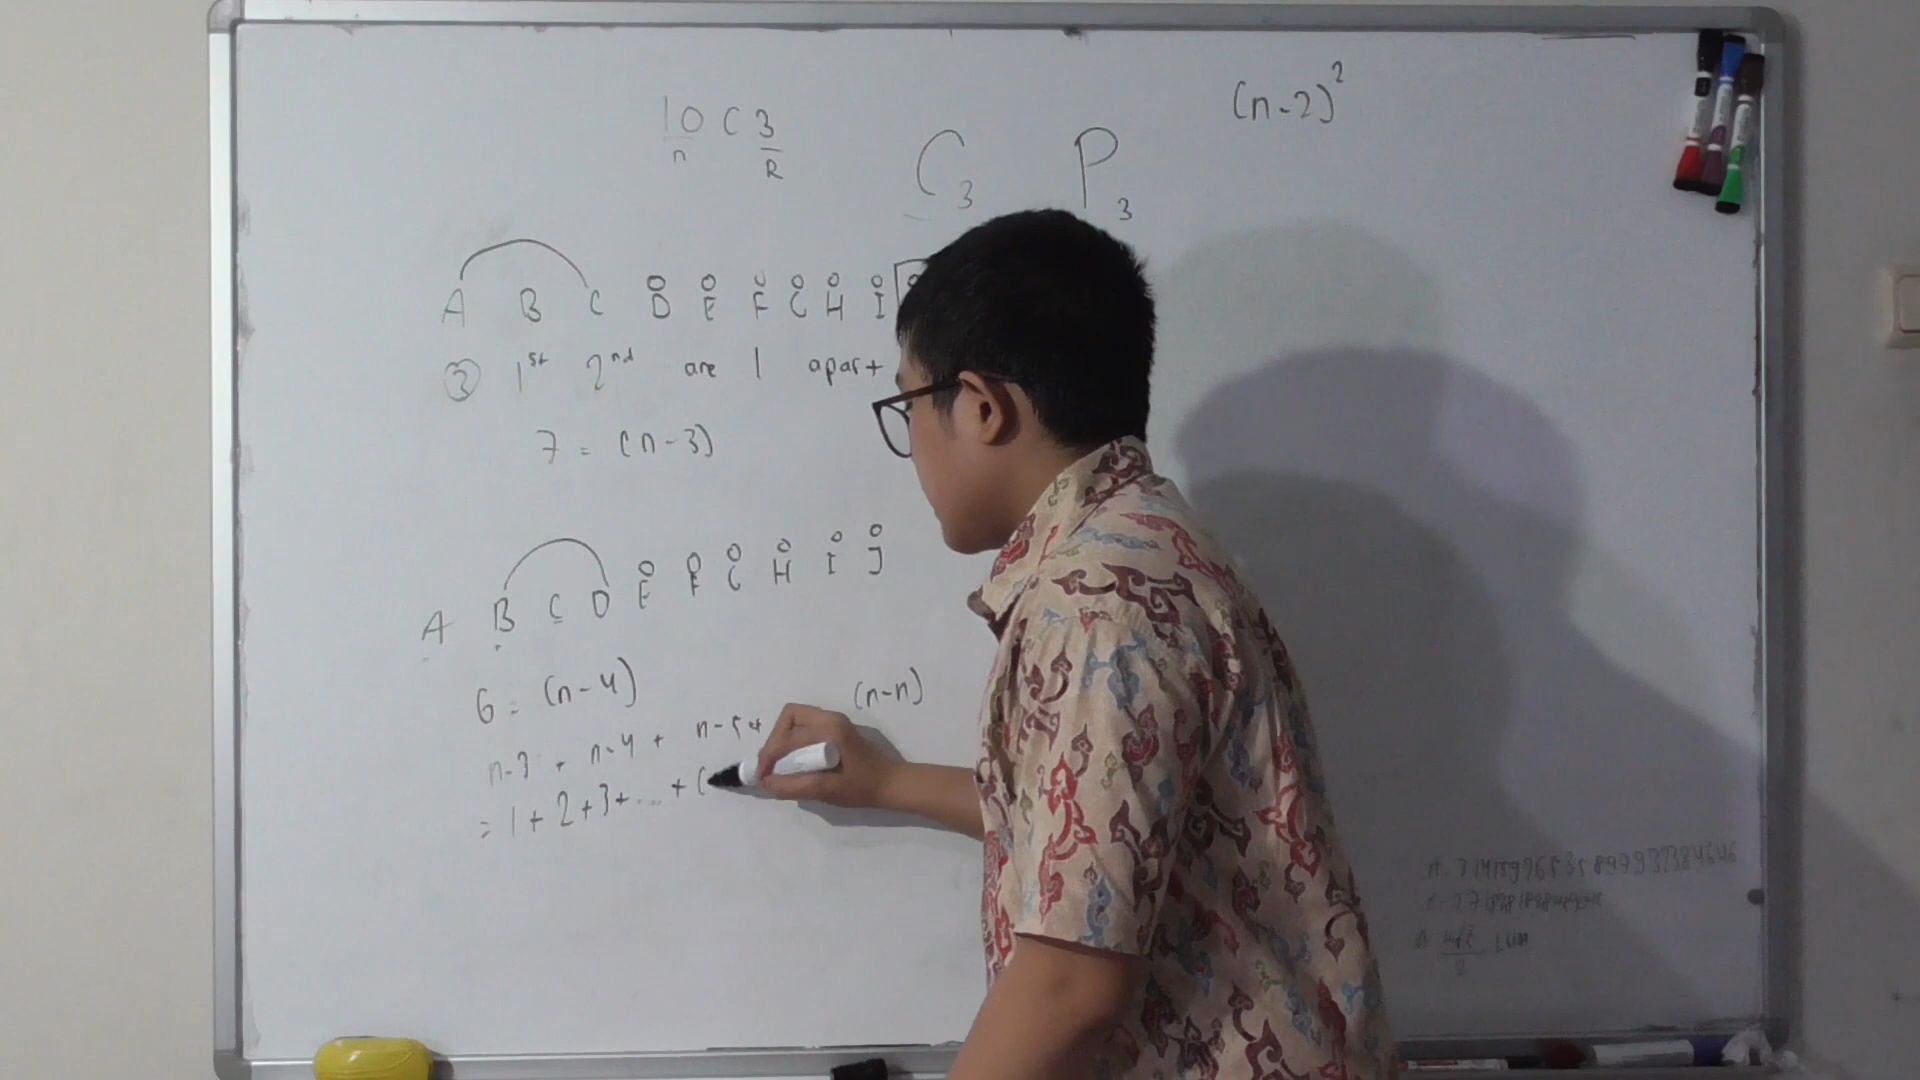 10 C 3
n R
(n-2)²
C₃ P₃
A B C D E F G H I
② 1st 2nd are 1 apart
7 = (n-3)
A B C D E F G H I J
6 = (n-4)
n-3 + n-4 + n-5 + (n-n)
= 1 + 2 + 3 + ... + (